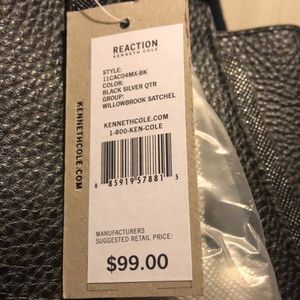 REACTION
KENNETH COLE
STYLE:
11CAC04MX-BK
COLOR:
BLACK SILVER QTR
GROUP:
WILLOWBROOK SATCHEL
KENNETHCOLE.COM
1-800-KEN-COLE
8 85919 57881 5
MANUFACTURERS
SUGGESTED RETAIL PRICE:
$99.00
KENNETHCOLE.COM